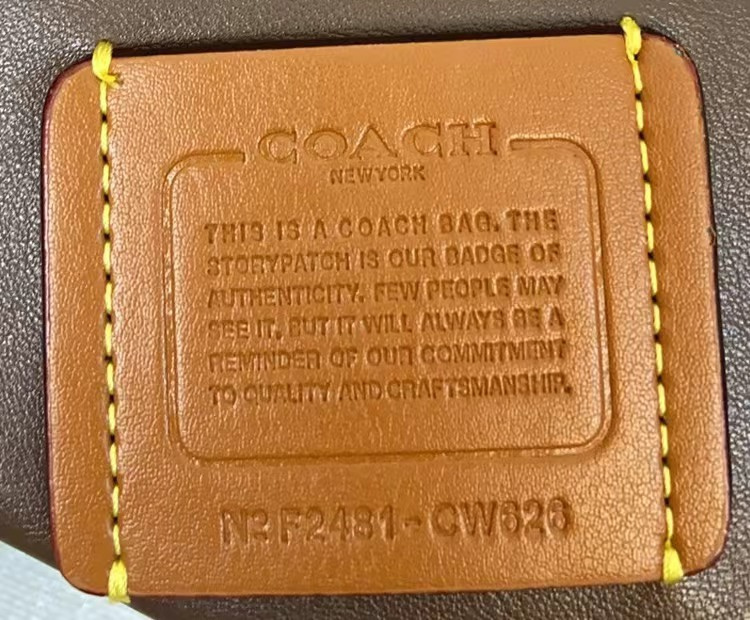 COACH
NEW YORK
THIS IS A COACH BAG. THE
STORYPATCH IS OUR BADGE OF
AUTHENTICITY. FEW PEOPLE MAY
SEE IT, BUT IT WILL ALWAYS BE A
REMINDER OF OUR COMMITMENT
TO QUALITY AND CRAFTSMANSHIP.
Nº F2481-CW626